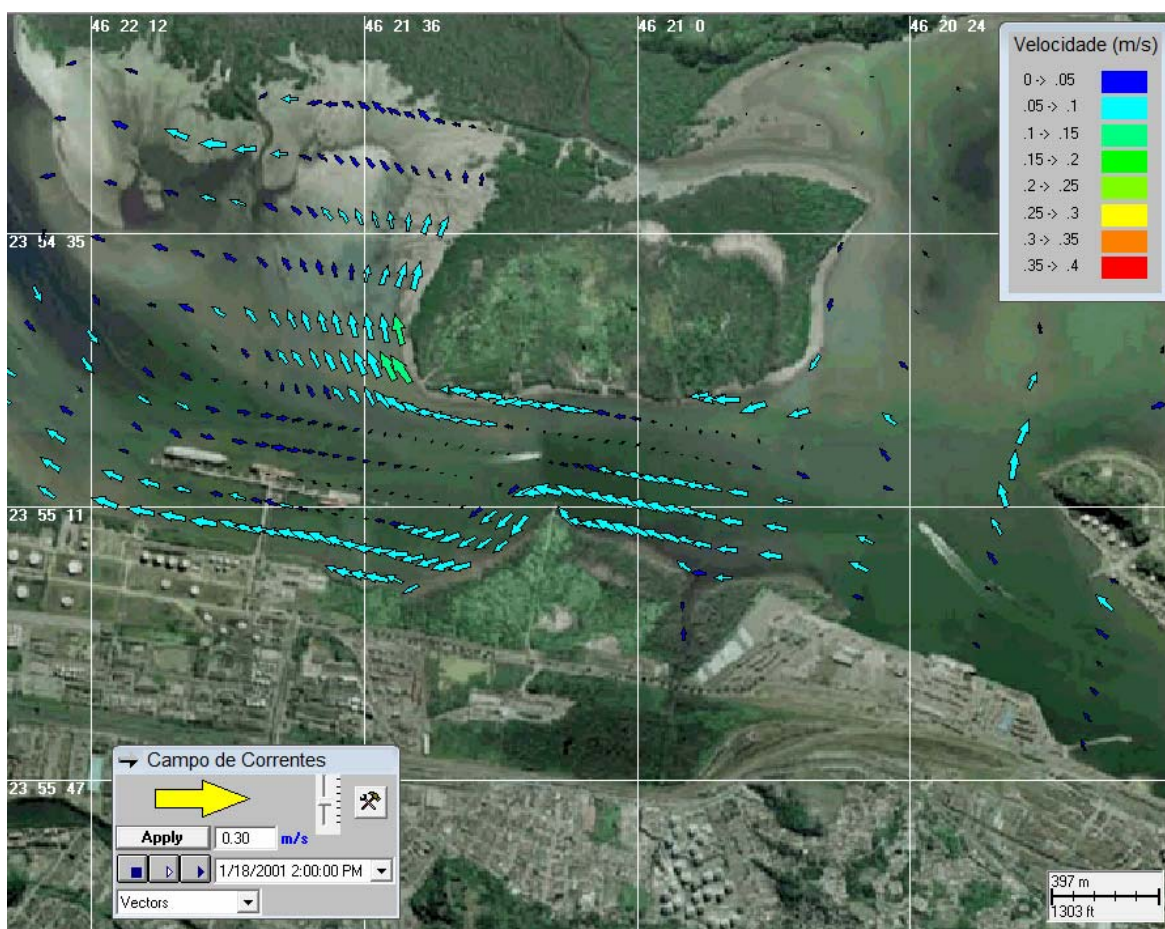 46 22 12
46 21 36
46 21 0
46 20 24
Velocidade (m/s)
0 -> .05
.05 -> .1
.1 -> .15
.15 -> .2
.2 -> .25
.25 -> .3
.3 -> .35
.35 -> .4
23 54 35
23 55 11
23 55 47
Campo de Correntes
Apply
0.30
m/s
1/18/2001 2:00:00 PM
Vectors
397 m
1303 ft